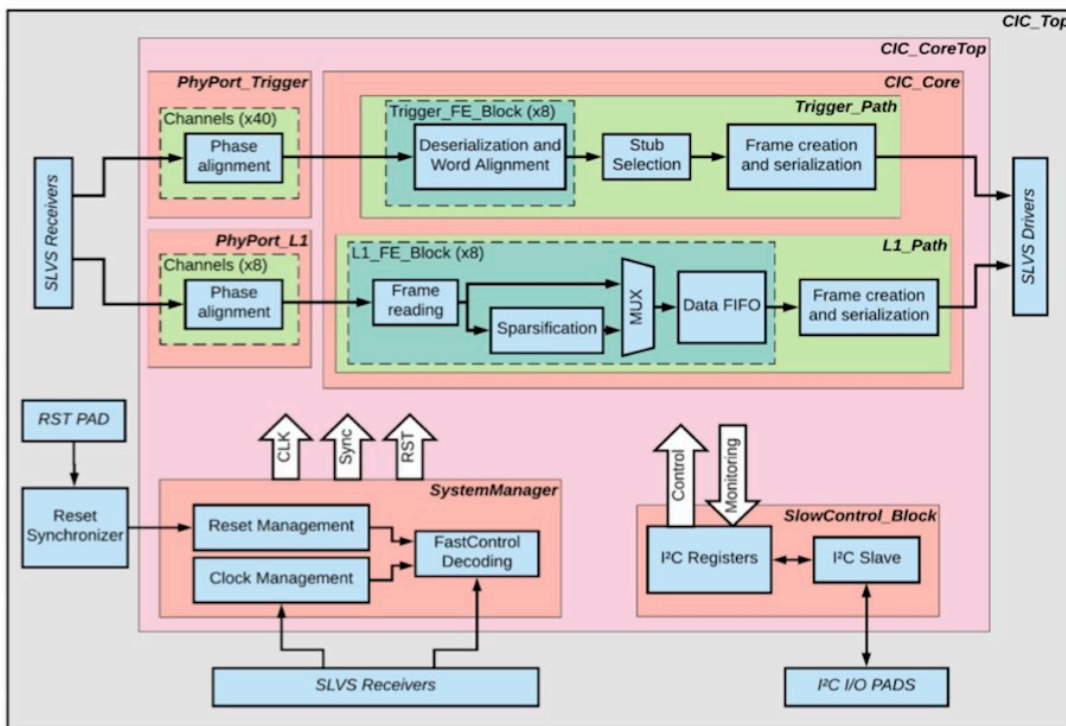 CIC_Top
CIC_CoreTop
PhyPort_Trigger
CIC_Core
Trigger_Path
Channels (x40)
Phase
alignment
Trigger_FE_Block (x8)
Deserialization and
Word Alignment
Stub
Selection
Frame creation
and serialization
SLVS Receivers
SLVS Drivers
PhyPort_L1
L1_Path
Channels (x8)
Phase
alignment
L1_FE_Block (x8)
Frame
reading
Sparsification
MUX
Data FIFO
Frame creation
and serialization
RST PAD
Reset
Synchronizer
CLK
Sync
RST
Control
Monitoring
SystemManager
Reset Management
Clock Management
FastControl
Decoding
SlowControl_Block
I²C Registers
I²C Slave
SLVS Receivers
I²C I/O PADS